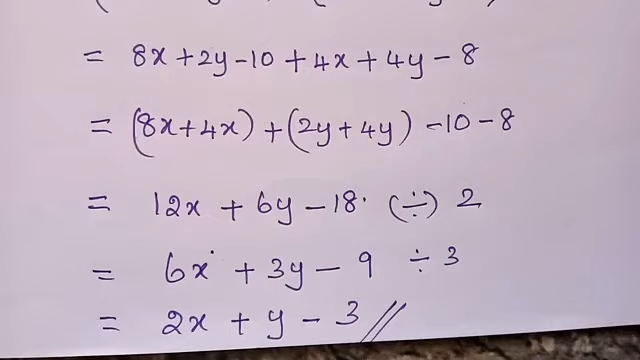 = 8x + 2y - 10 + 4x + 4y - 8
= (8x + 4x) + (2y + 4y) - 10 - 8
= 12x + 6y - 18. (÷) 2
= 6x + 3y - 9 ÷ 3
= 2x + y - 3 //